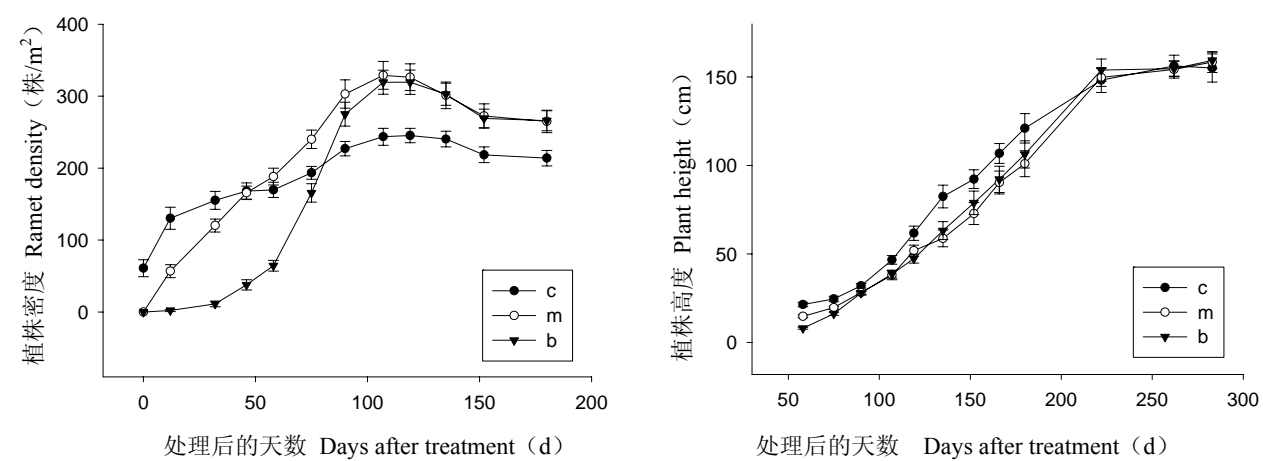 400
300
200
100
0
植株密度 Ramet density（株/m²）
c
m
b
0 50 100 150 200
处理后的天数 Days after treatment（d）
150
100
50
0
植株高度 Plant height（cm）
c
m
b
50 100 150 200 250 300
处理后的天数 Days after treatment（d）